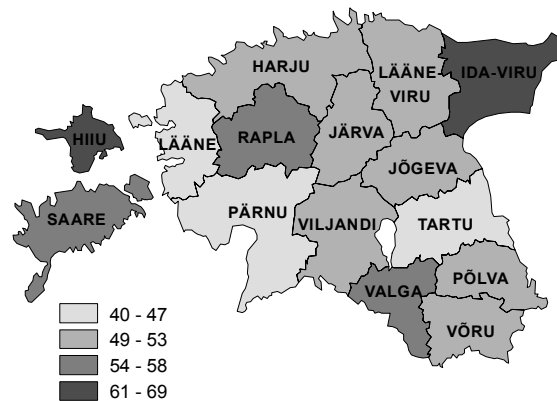 HARJU
LÄÄNE-
VIRU
IDA-VIRU
HIIU
LÄÄNE
RAPLA
JÄRVA
JÕGEVA
SAARE
PÄRNU
VILJANDI
TARTU
VALGA
PÕLVA
VÕRU
40 - 47
49 - 53
54 - 58
61 - 69